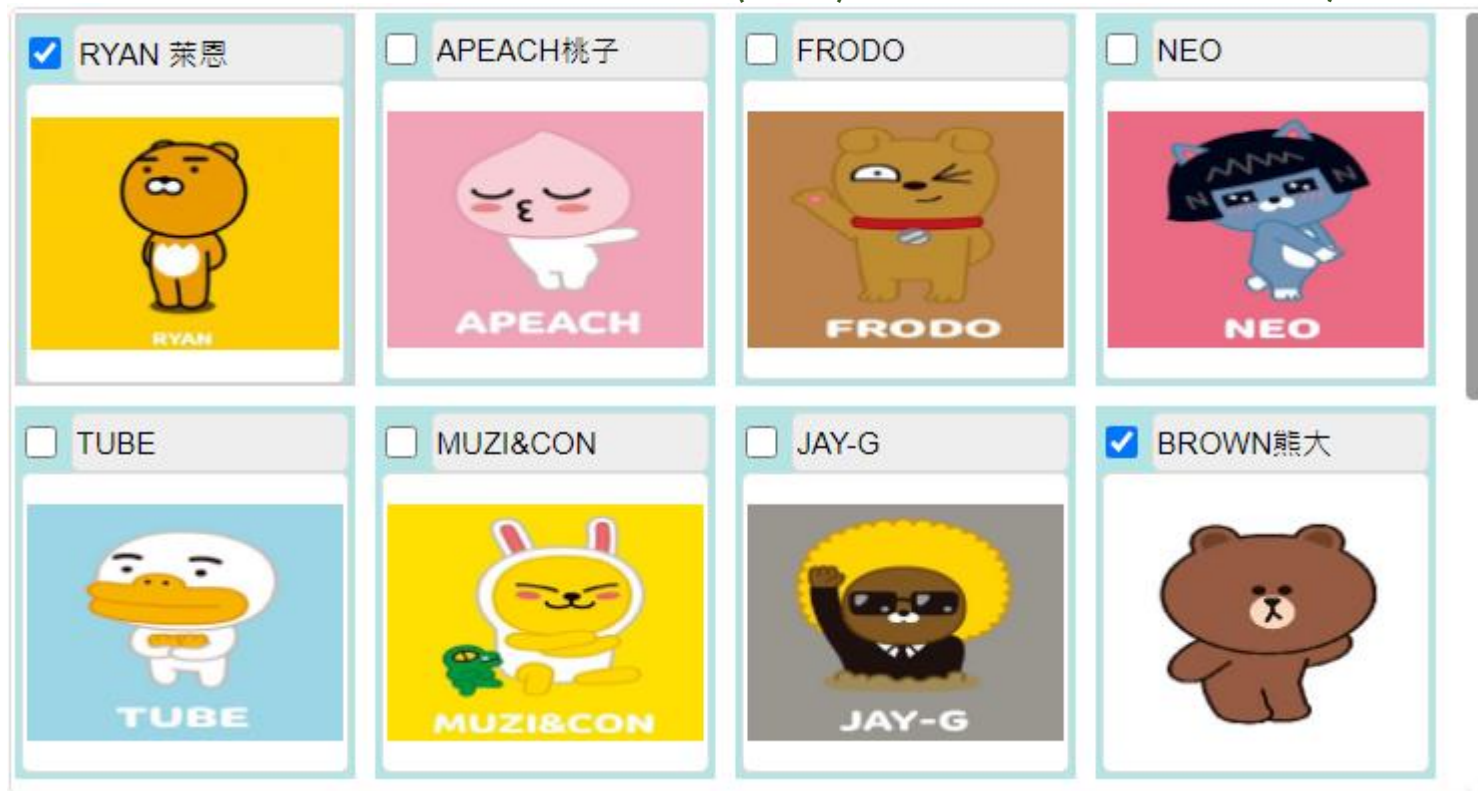 RYAN 萊恩
APEACH桃子
FRODO
NEO
RYAN
APEACH
FRODO
NEO
N
N
TUBE
MUZI&CON
JAY-G
BROWN熊大
TUBE
MUZI&CON
JAY-G